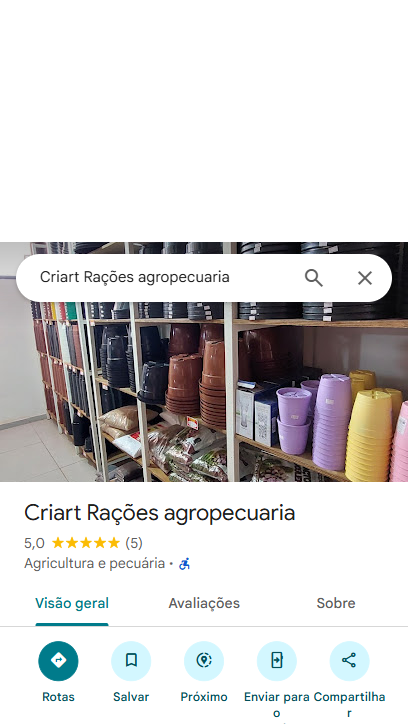 Criart Rações agropecuaria
Criart Rações agropecuaria
5,0 (5)
Agricultura e pecuária ·
Visão geral Avaliações Sobre
Rotas Salvar Próximo Enviar para o Compartilhar